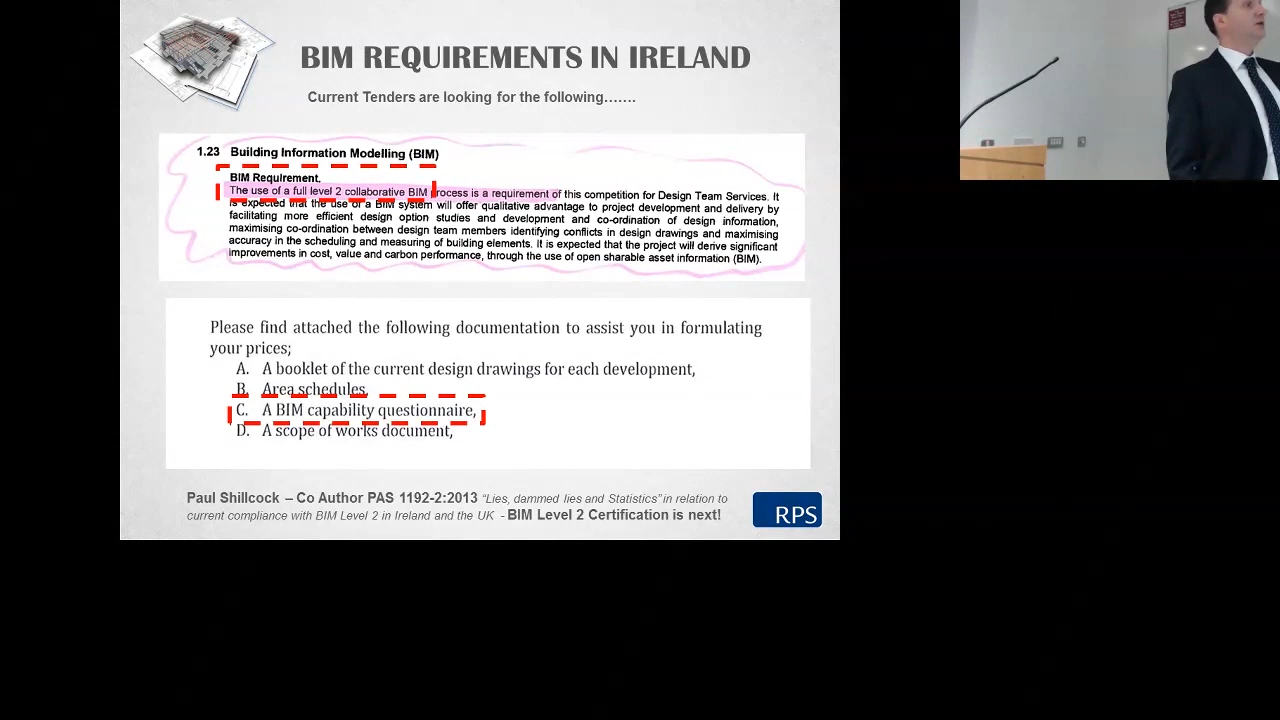 BIM REQUIREMENTS IN IRELAND
Current Tenders are looking for the following…….
1.23 Building Information Modelling (BIM)
BIM Requirement.
The use of a full level 2 collaborative BIM process is a requirement of this competition for Design Team Services. It
is expected that the use of a BIM system will offer qualitative advantage to project development and delivery by
facilitating more efficient design option studies and development and co-ordination of design information,
maximising co-ordination between design team members identifying conflicts in design drawings and maximising
accuracy in the scheduling and measuring of building elements. It is expected that the project will derive significant
improvements in cost, value and carbon performance, through the use of open sharable asset information (BIM).
Please find attached the following documentation to assist you in formulating
your prices;
A. A booklet of the current design drawings for each development,
B. Area schedules,
C. A BIM capability questionnaire,
D. A scope of works document,
Paul Shillcock – Co Author PAS 1192-2:2013 “Lies, dammed lies and Statistics” in relation to
current compliance with BIM Level 2 in Ireland and the UK - BIM Level 2 Certification is next!
RPS